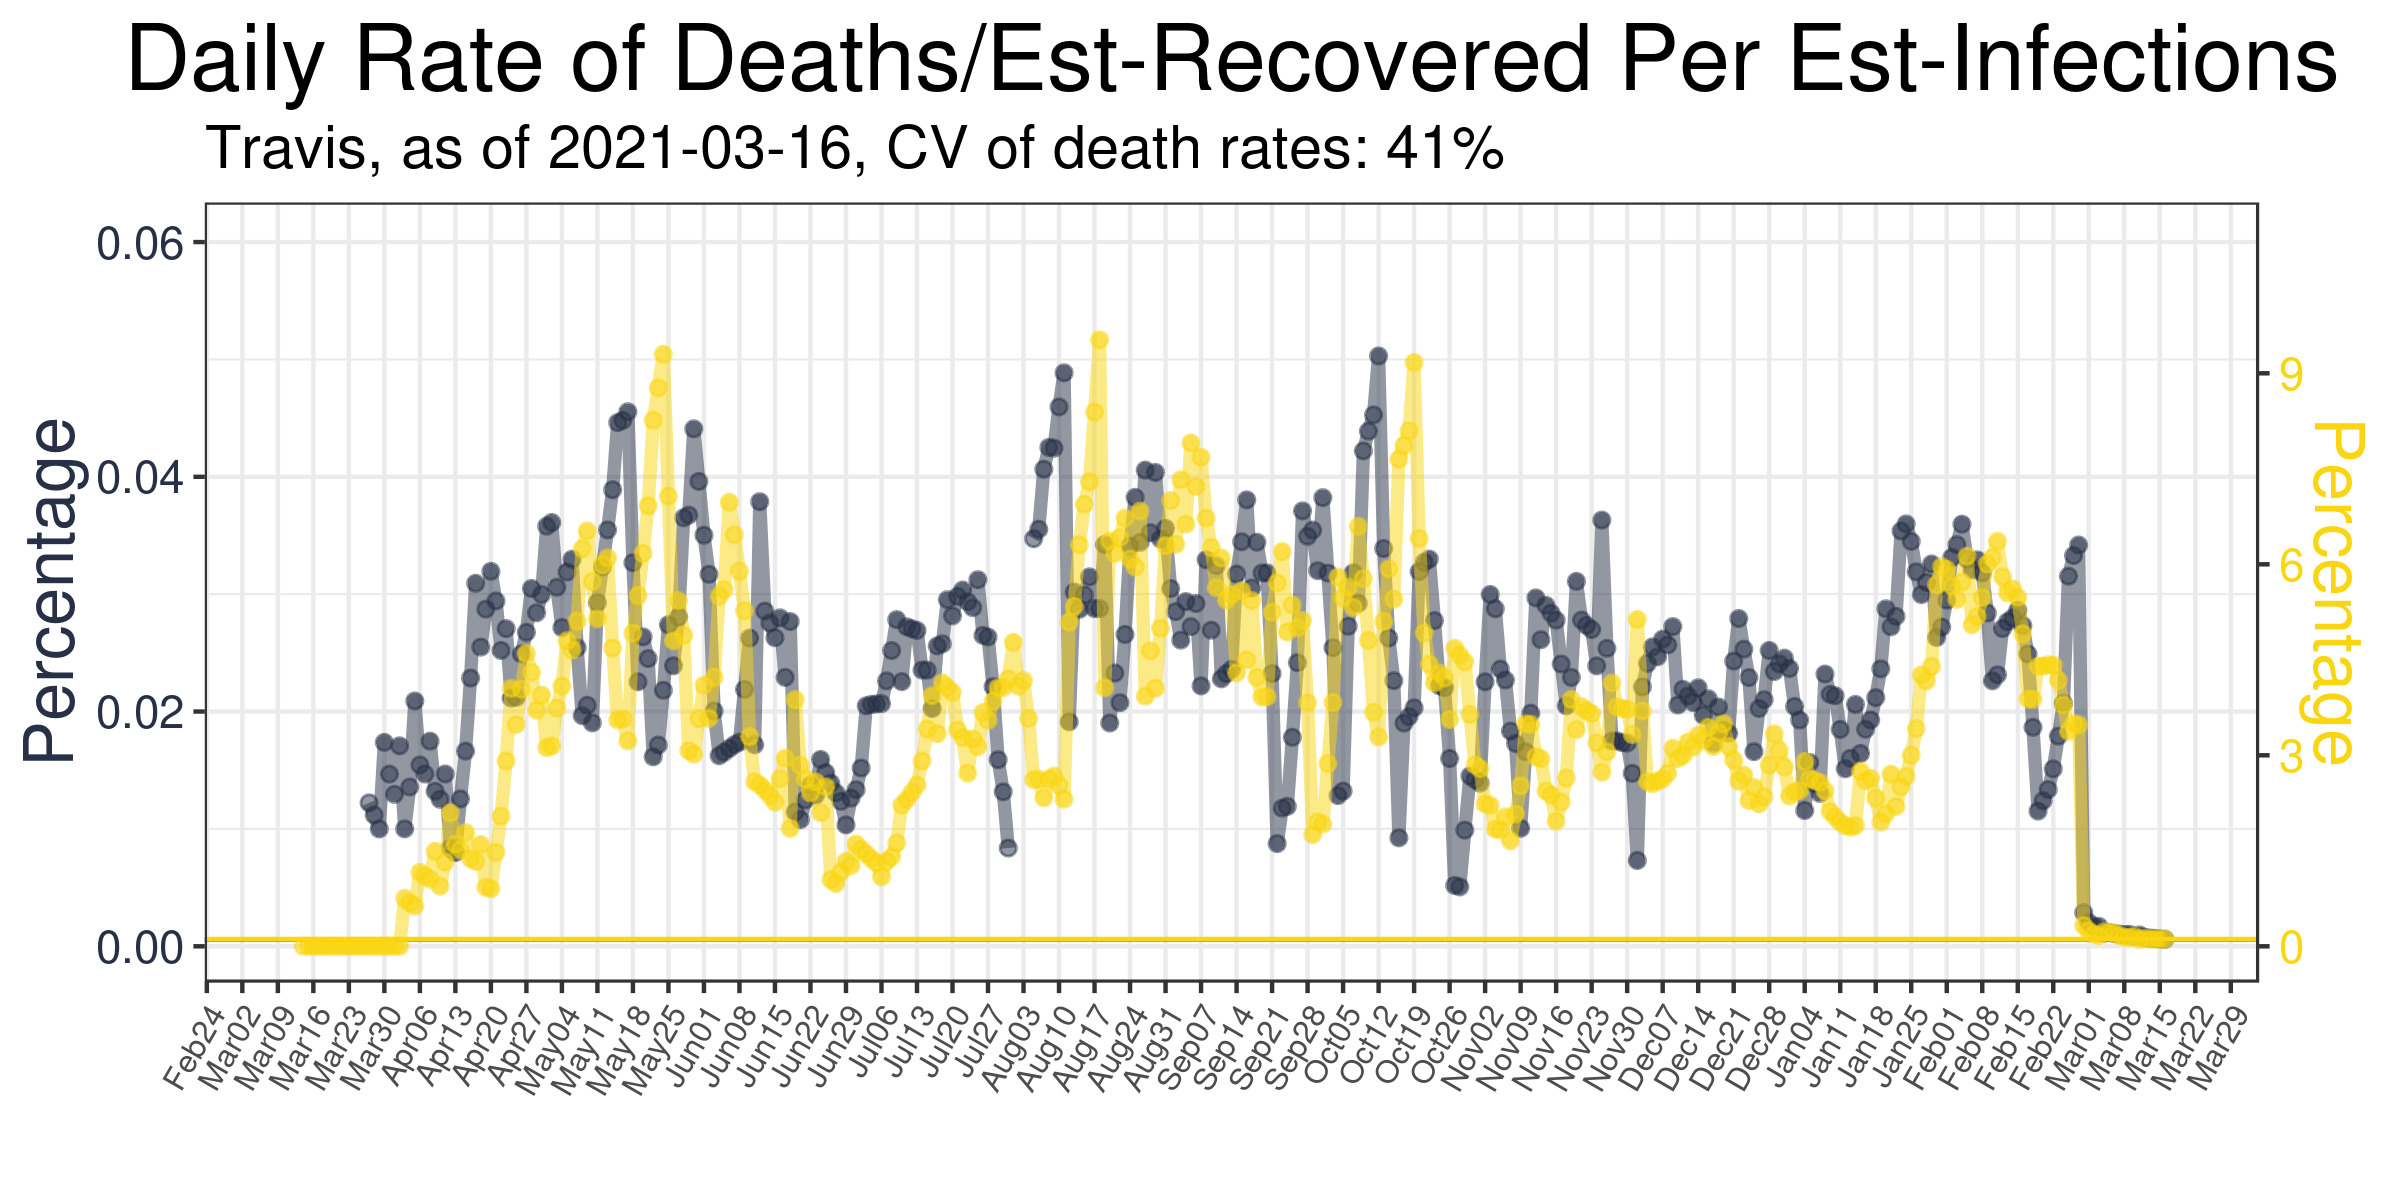 Daily Rate of Deaths/Est-Recovered Per Est-Infections
Travis, as of 2021-03-16, CV of death rates: 41%
Percentage
0.06
0.04
0.02
0.00
9
6
3
0
Percentage
Feb24 Mar02 Mar09 Mar16 Mar23 Mar30 Apr06 Apr13 Apr20 Apr27 May04 May11 May18 May25 Jun01 Jun08 Jun15 Jun22 Jun29 Jul06 Jul13 Jul20 Jul27 Aug03 Aug10 Aug17 Aug24 Aug31 Sep07 Sep14 Sep21 Sep28 Oct05 Oct12 Oct19 Oct26 Nov02 Nov09 Nov16 Nov23 Nov30 Dec07 Dec14 Dec21 Dec28 Jan04 Jan11 Jan18 Jan25 Feb01 Feb08 Feb15 Feb22 Mar01 Mar08 Mar15 Mar22 Mar29